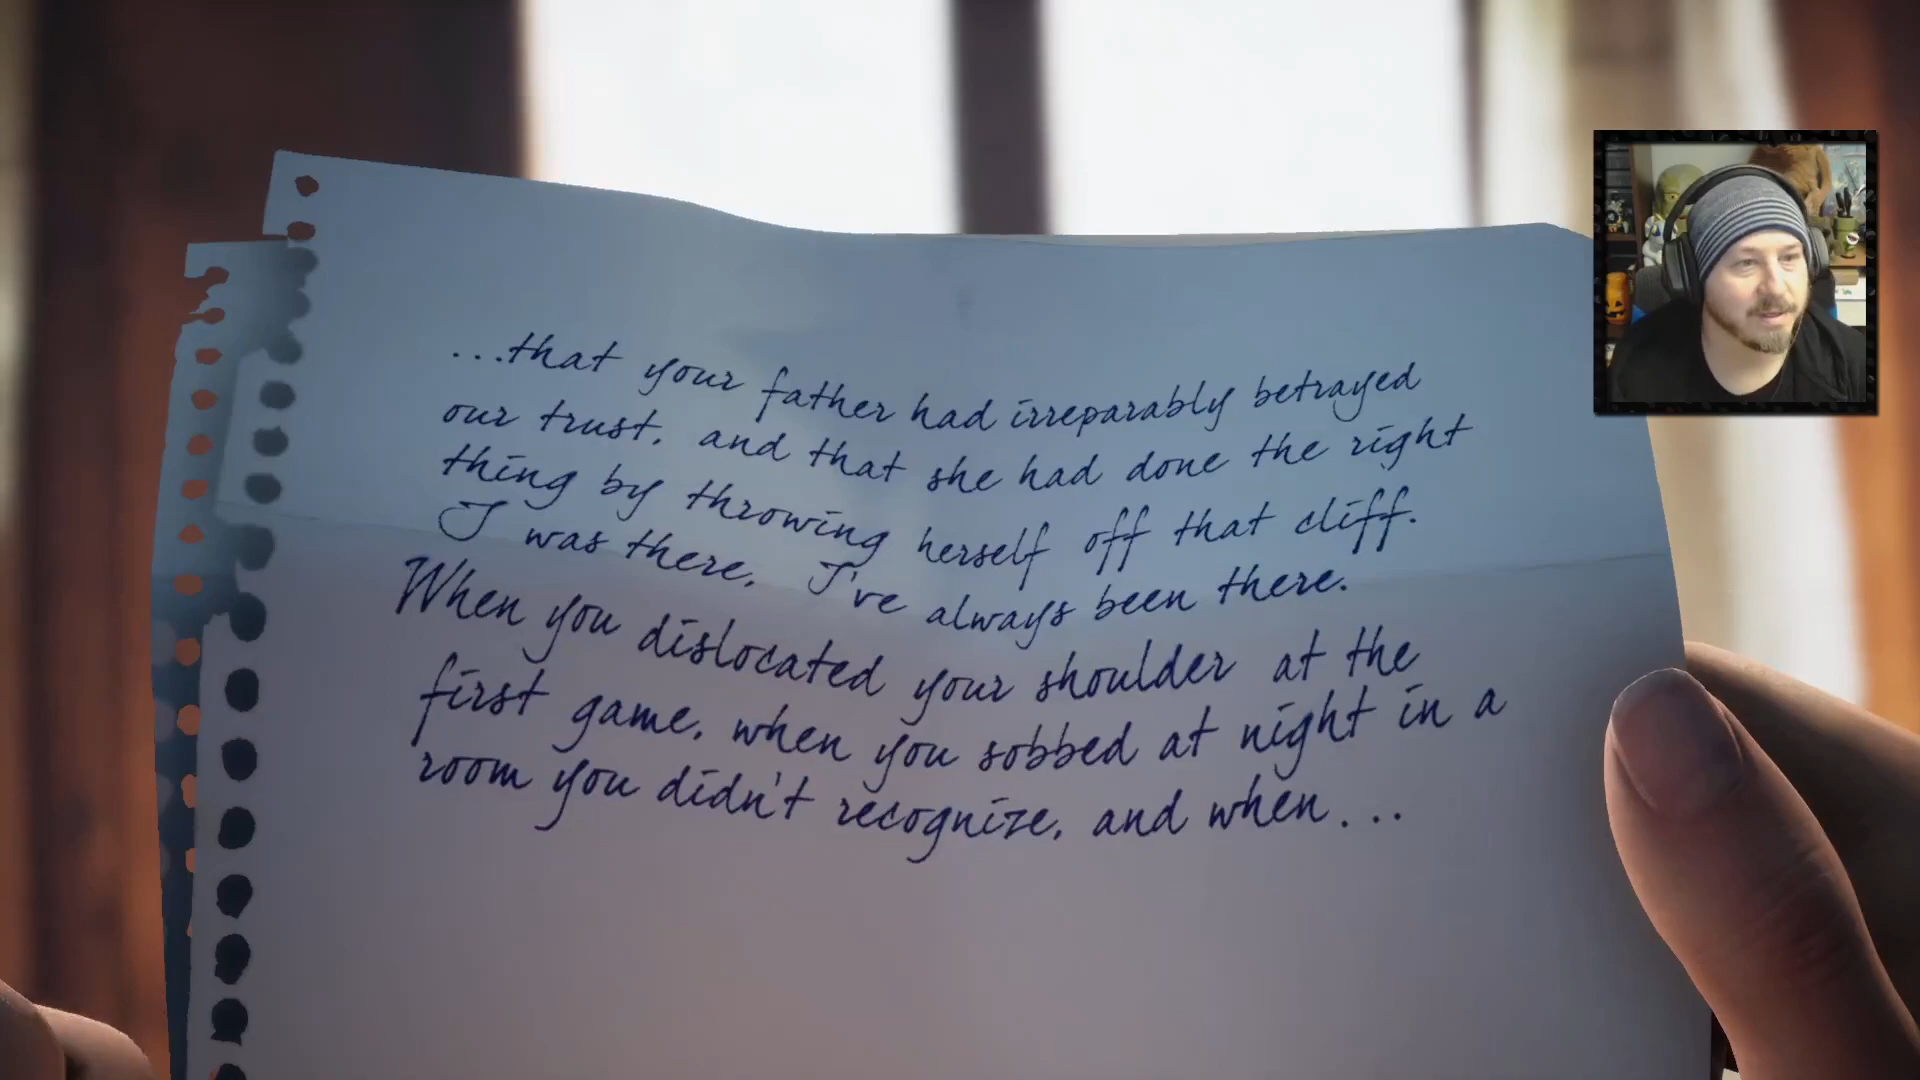 ...that your father had irreparably betrayed
our trust, and that she had done the right
thing by throwing herself off that cliff.
I was there, I've always been there.
When you dislocated your shoulder at the
first game, when you sobbed at night in a
room you didn't recognize, and when...